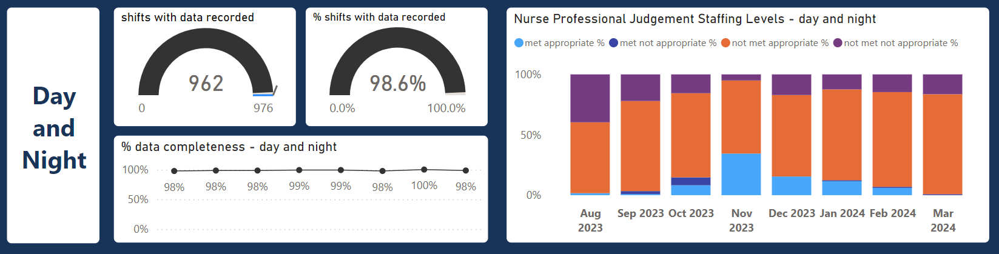 Day
and
Night
shifts with data recorded
962
0
976
% shifts with data recorded
98.6%
0.0%
100.0%
% data completeness - day and night
100%
98% 98% 98% 99% 99% 98% 100% 98%
50%
0%
Nurse Professional Judgement Staffing Levels - day and night
met appropriate % met not appropriate % not met appropriate % not met not appropriate %
100%
50%
0%
Aug 2023
Sep 2023
Oct 2023
Nov 2023
Dec 2023
Jan 2024
Feb 2024
Mar 2024